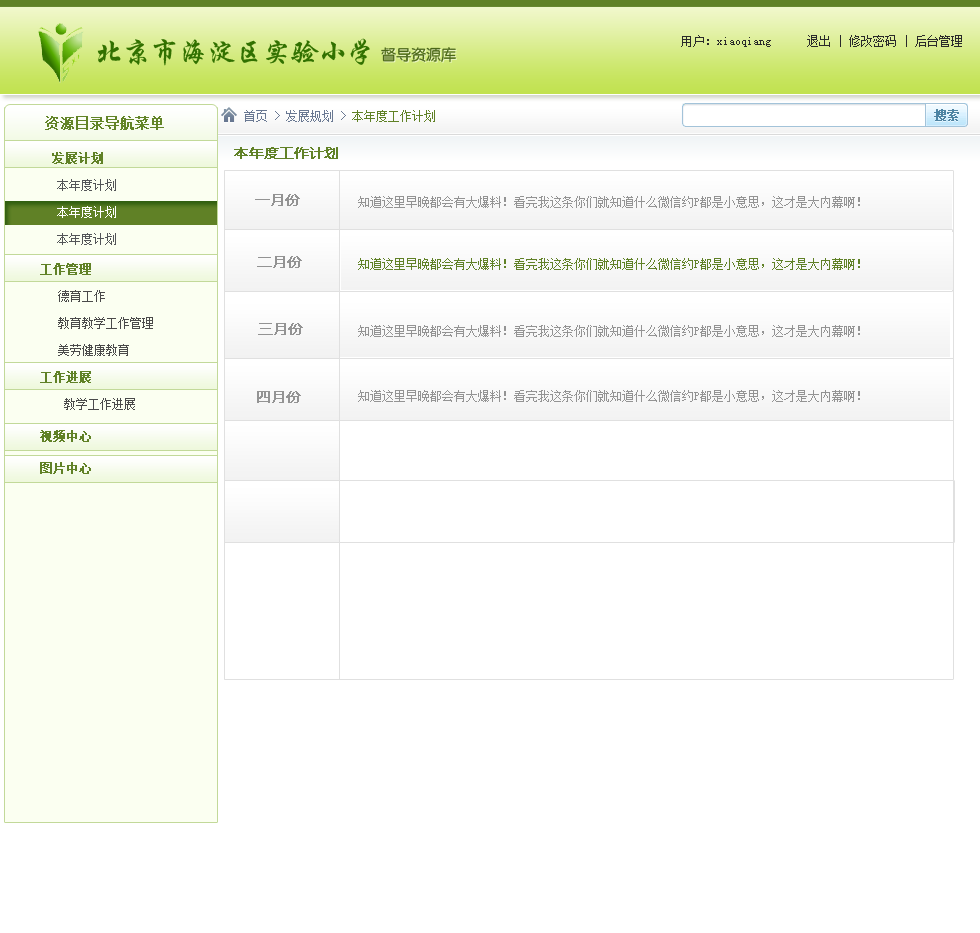 北京市海淀区实验小学 督导资源库
用户：xiaoqiang 退出 | 修改密码 | 后台管理
资源目录导航菜单
发展计划
本年度计划
本年度计划
本年度计划
工作管理
德育工作
教育教学工作管理
美劳健康教育
工作进展
教学工作进展
视频中心
图片中心
首页 > 发展规划 > 本年度工作计划
搜索
本年度工作计划
一月份 知道这里早晚都会有大爆料！看完我这条你们就知道什么微信约P都是小意思，这才是大内幕啊！
二月份 知道这里早晚都会有大爆料！看完我这条你们就知道什么微信约P都是小意思，这才是大内幕啊！
三月份 知道这里早晚都会有大爆料！看完我这条你们就知道什么微信约P都是小意思，这才是大内幕啊！
四月份 知道这里早晚都会有大爆料！看完我这条你们就知道什么微信约P都是小意思，这才是大内幕啊！